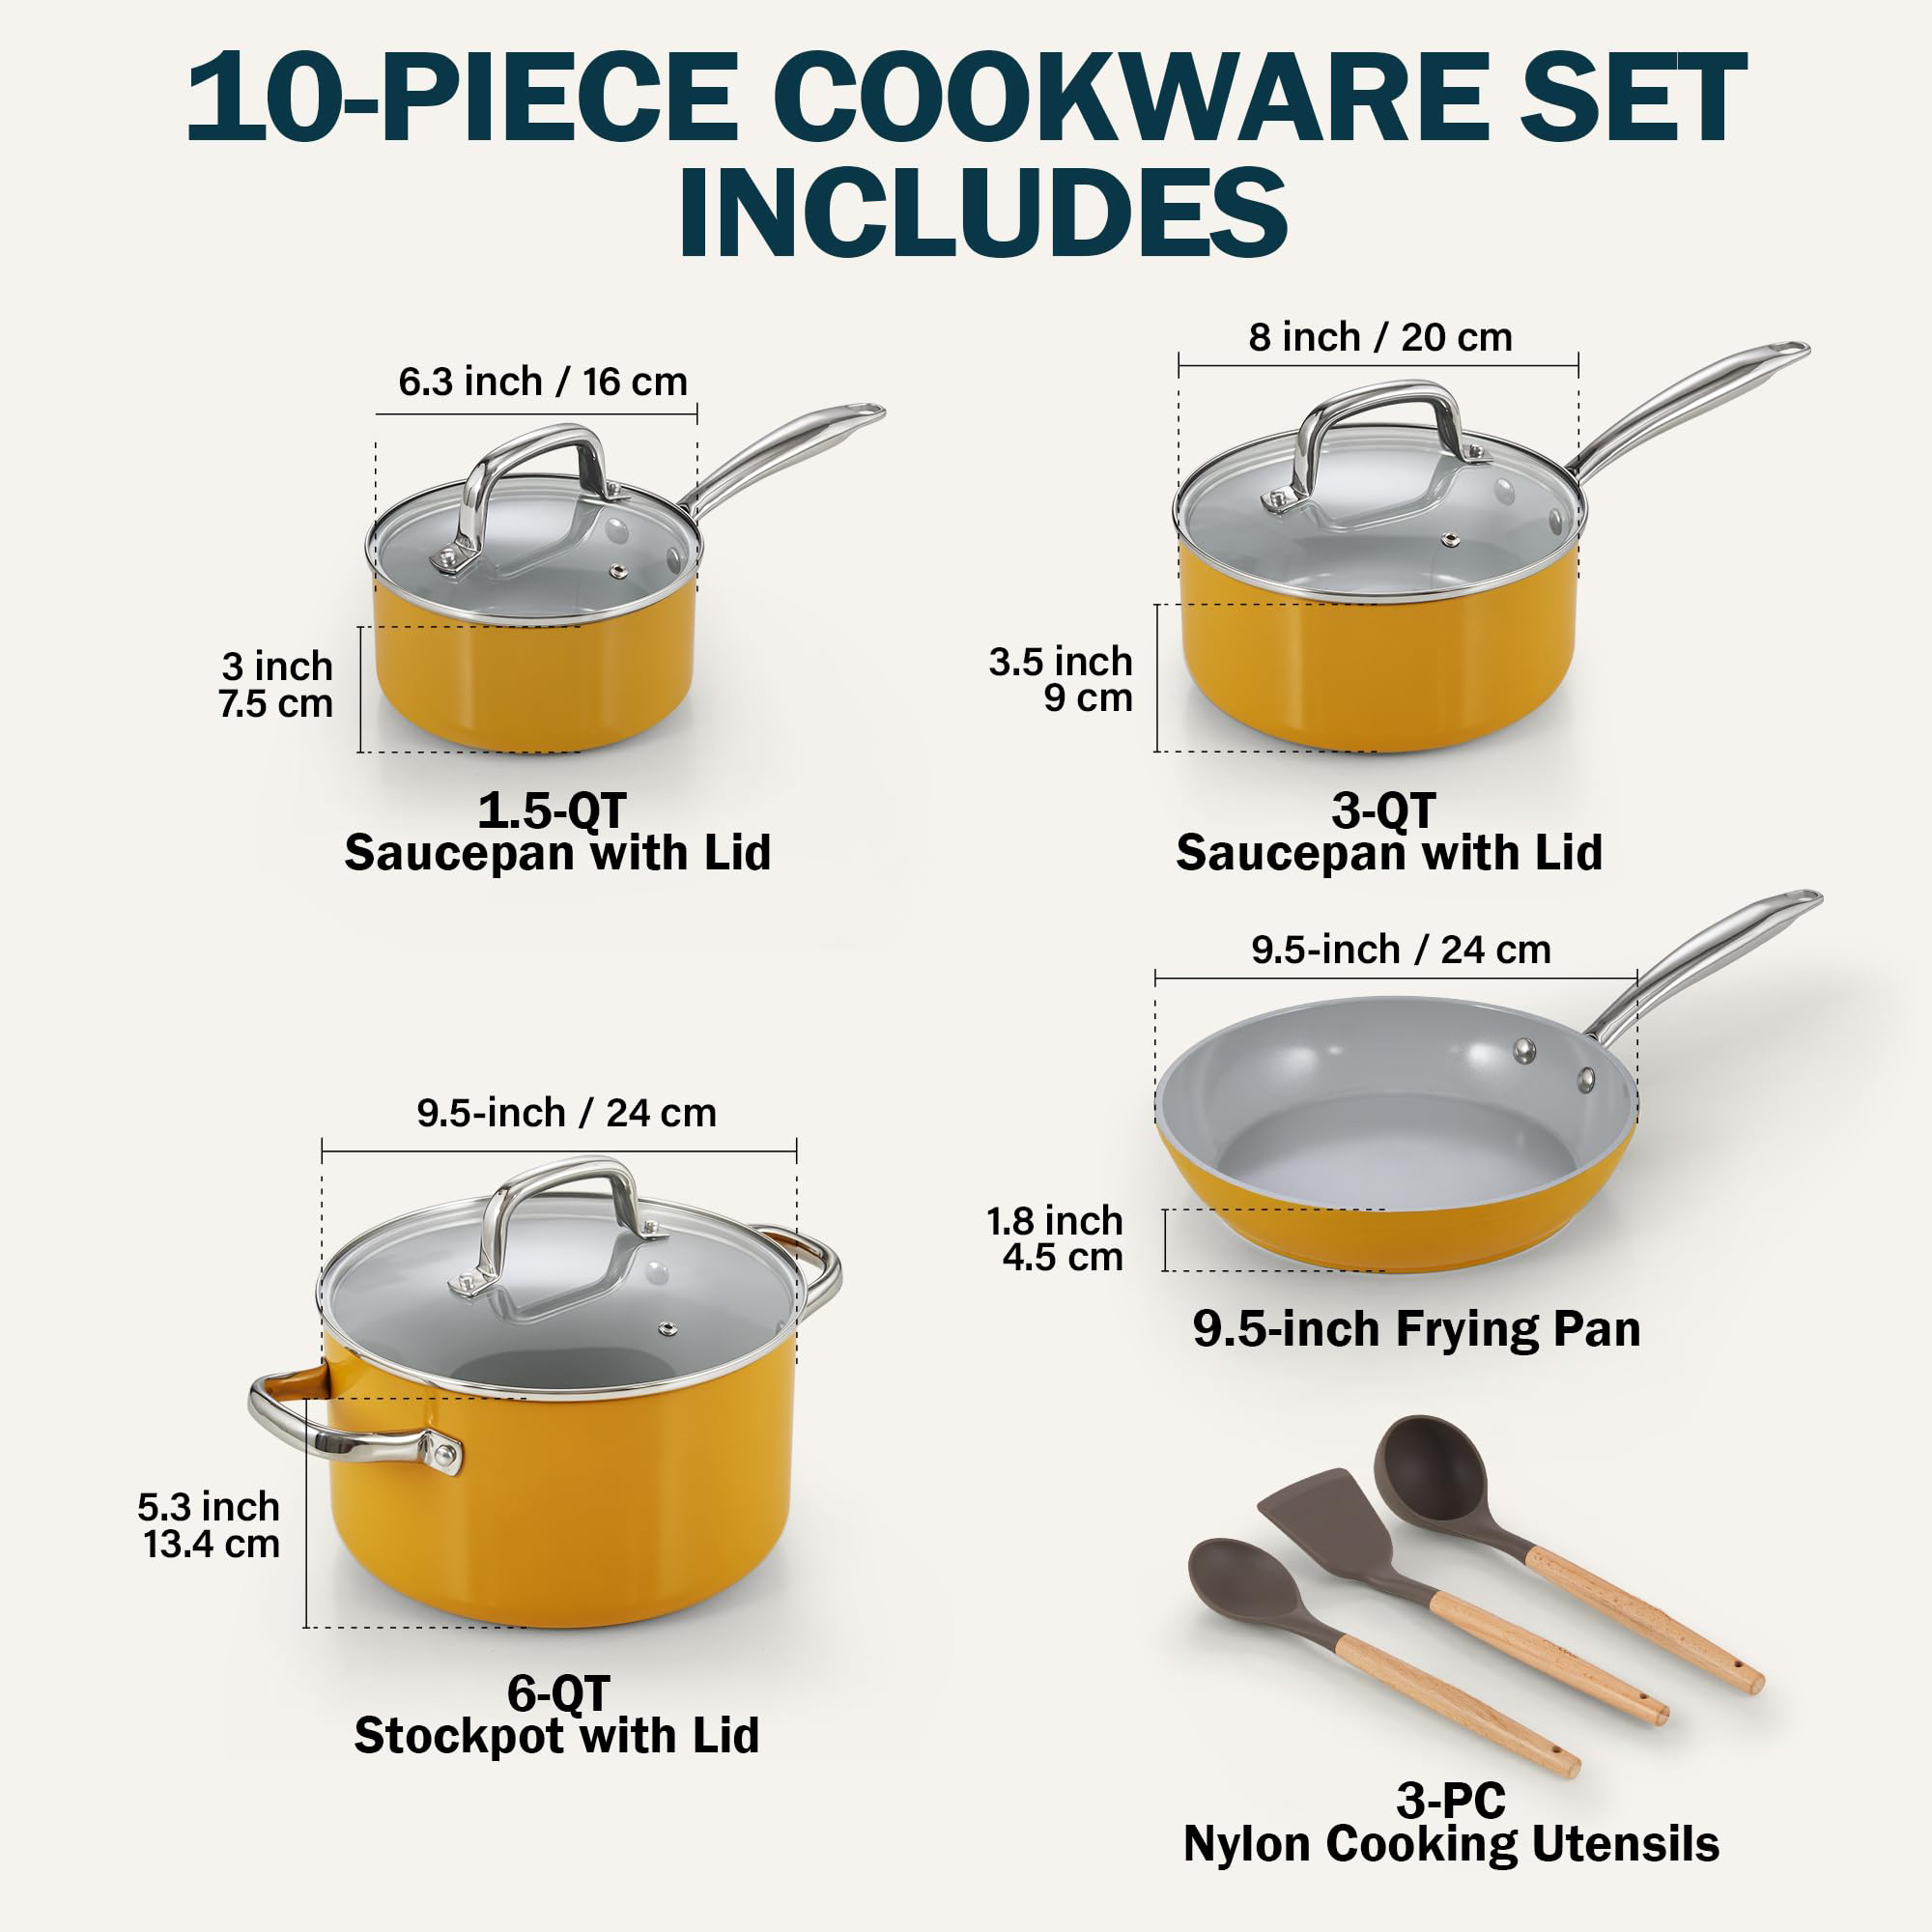 10-PIECE COOKWARE SET
INCLUDES
6.3 inch / 16 cm
3 inch
7.5 cm
1.5-QT
Saucepan with Lid
8 inch / 20 cm
3.5 inch
9 cm
3-QT
Saucepan with Lid
9.5-inch / 24 cm
5.3 inch
13.4 cm
6-QT
Stockpot with Lid
9.5-inch / 24 cm
1.8 inch
4.5 cm
9.5-inch Frying Pan
3-PC
Nylon Cooking Utensils